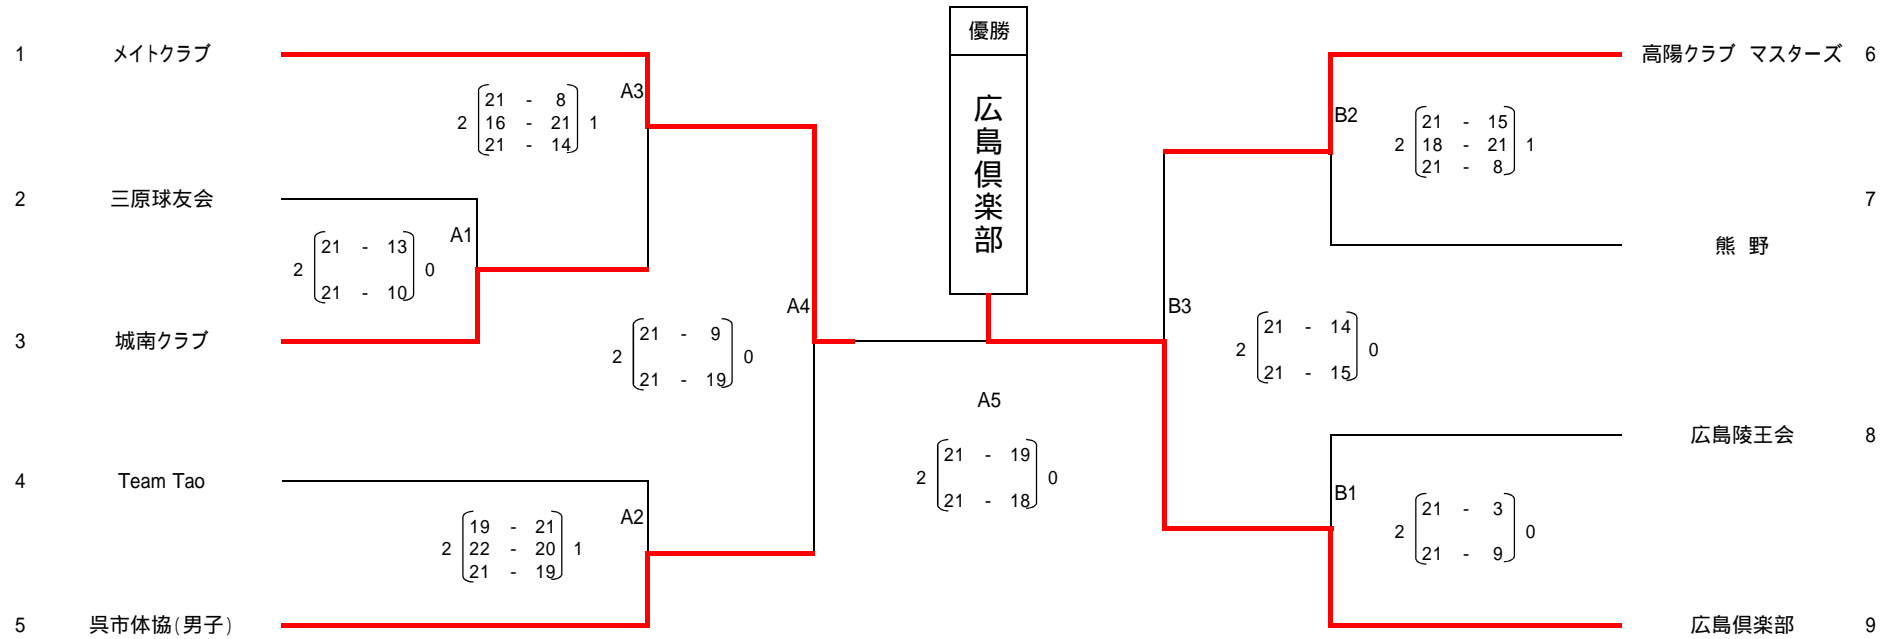 優勝
広島倶楽部
1 メイトクラブ
高陽クラブ マスターズ 6
A3
2 21 - 8 1
16 - 21
21 - 14
B2
2 21 - 15 1
18 - 21
21 - 8
2 三原球友会
7
熊 野
A1
2 21 - 13 0
21 - 10
3 城南クラブ
A4
2 21 - 9 0
21 - 19
B3
2 21 - 14 0
21 - 15
A5
2 21 - 19 0
21 - 18
4 Team Tao
広島陵王会 8
A2
2 19 - 21 1
22 - 20
21 - 19
B1
2 21 - 3 0
21 - 9
5 呉市体協(男子)
広島倶楽部 9